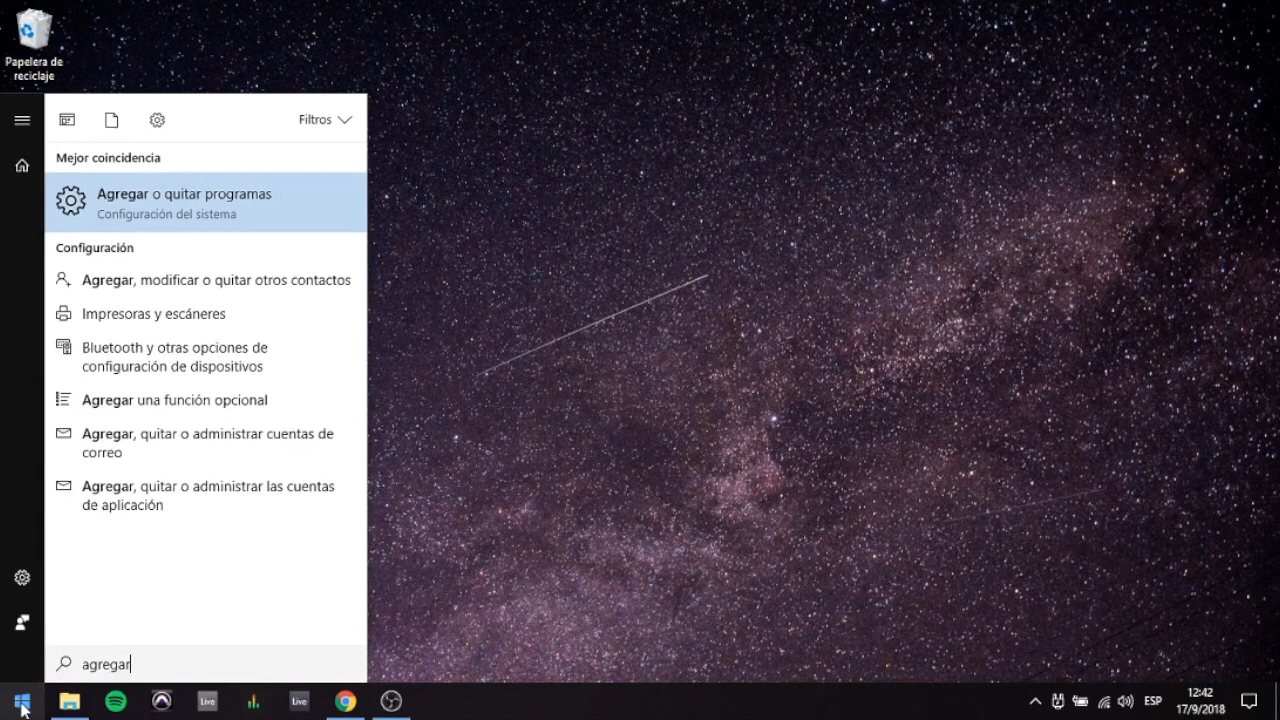 Papelera de
reciclaje
Filtros
Mejor coincidencia
Agregar o quitar programas
Configuración del sistema
Configuración
Agregar, modificar o quitar otros contactos
Impresoras y escáneres
Bluetooth y otras opciones de
configuración de dispositivos
Agregar una función opcional
Agregar, quitar o administrar cuentas de
correo
Agregar, quitar o administrar las cuentas
de aplicación
agregar
Live
Live
ESP
12:42
17/9/2018